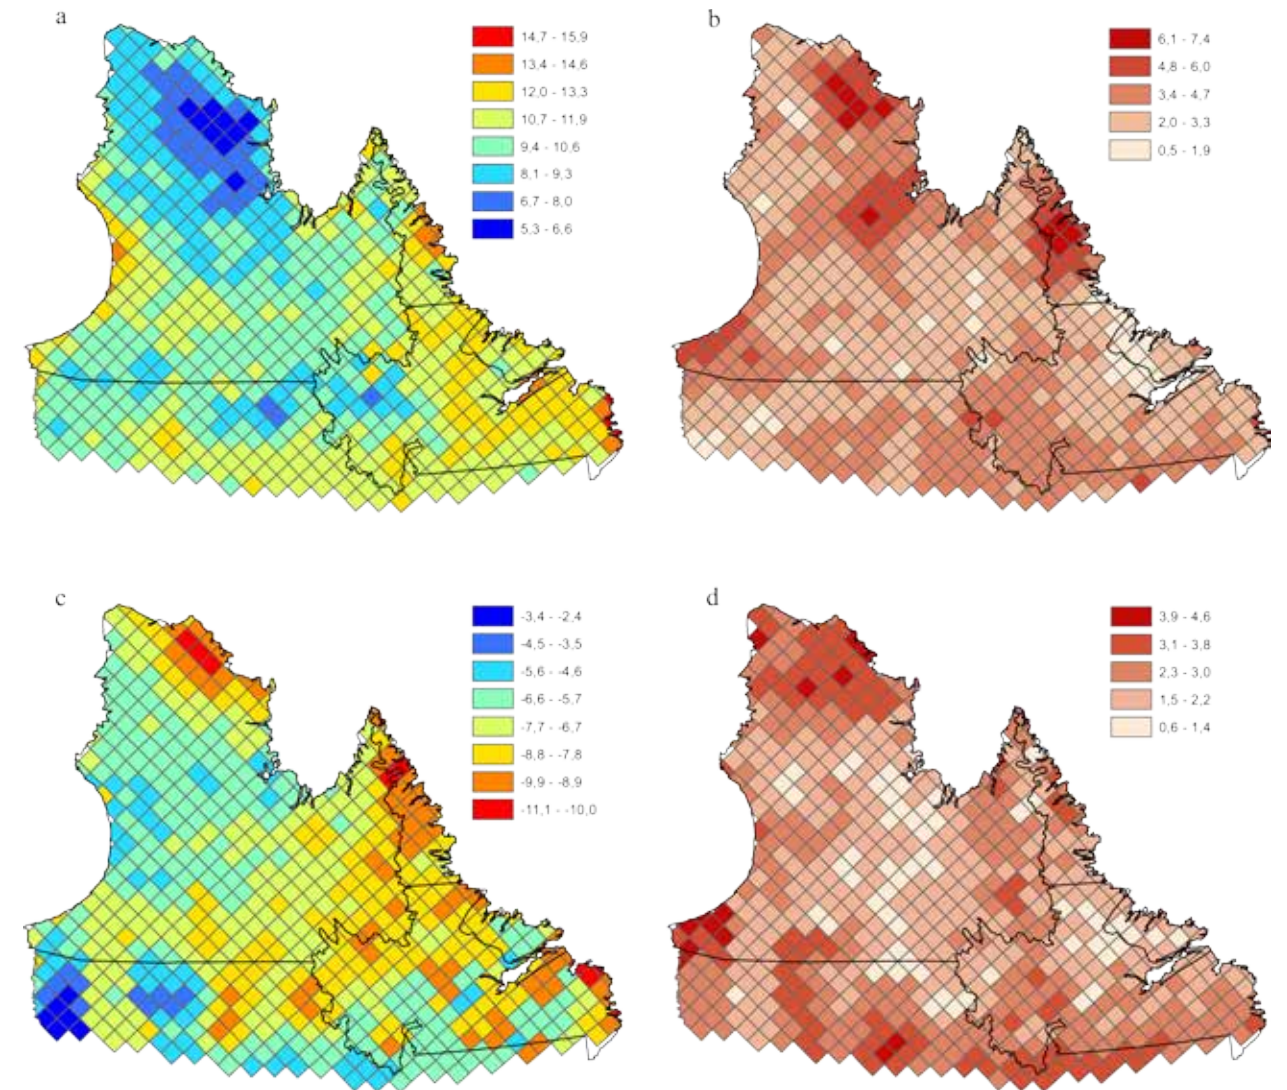 a
14,7 - 15,9
13,4 - 14,6
12,0 - 13,3
10,7 - 11,9
9,4 - 10,6
8,1 - 9,3
6,7 - 8,0
5,3 - 6,6
b
6,1 - 7,4
4,8 - 6,0
3,4 - 4,7
2,0 - 3,3
0,5 - 1,9
c
-3,4 - -2,4
-4,5 - -3,5
-5,6 - -4,6
-6,6 - -5,7
-7,7 - -6,7
-8,8 - -7,8
-9,9 - -8,9
-11,1 - -10,0
d
3,9 - 4,6
3,1 - 3,8
2,3 - 3,0
1,5 - 2,2
0,6 - 1,4